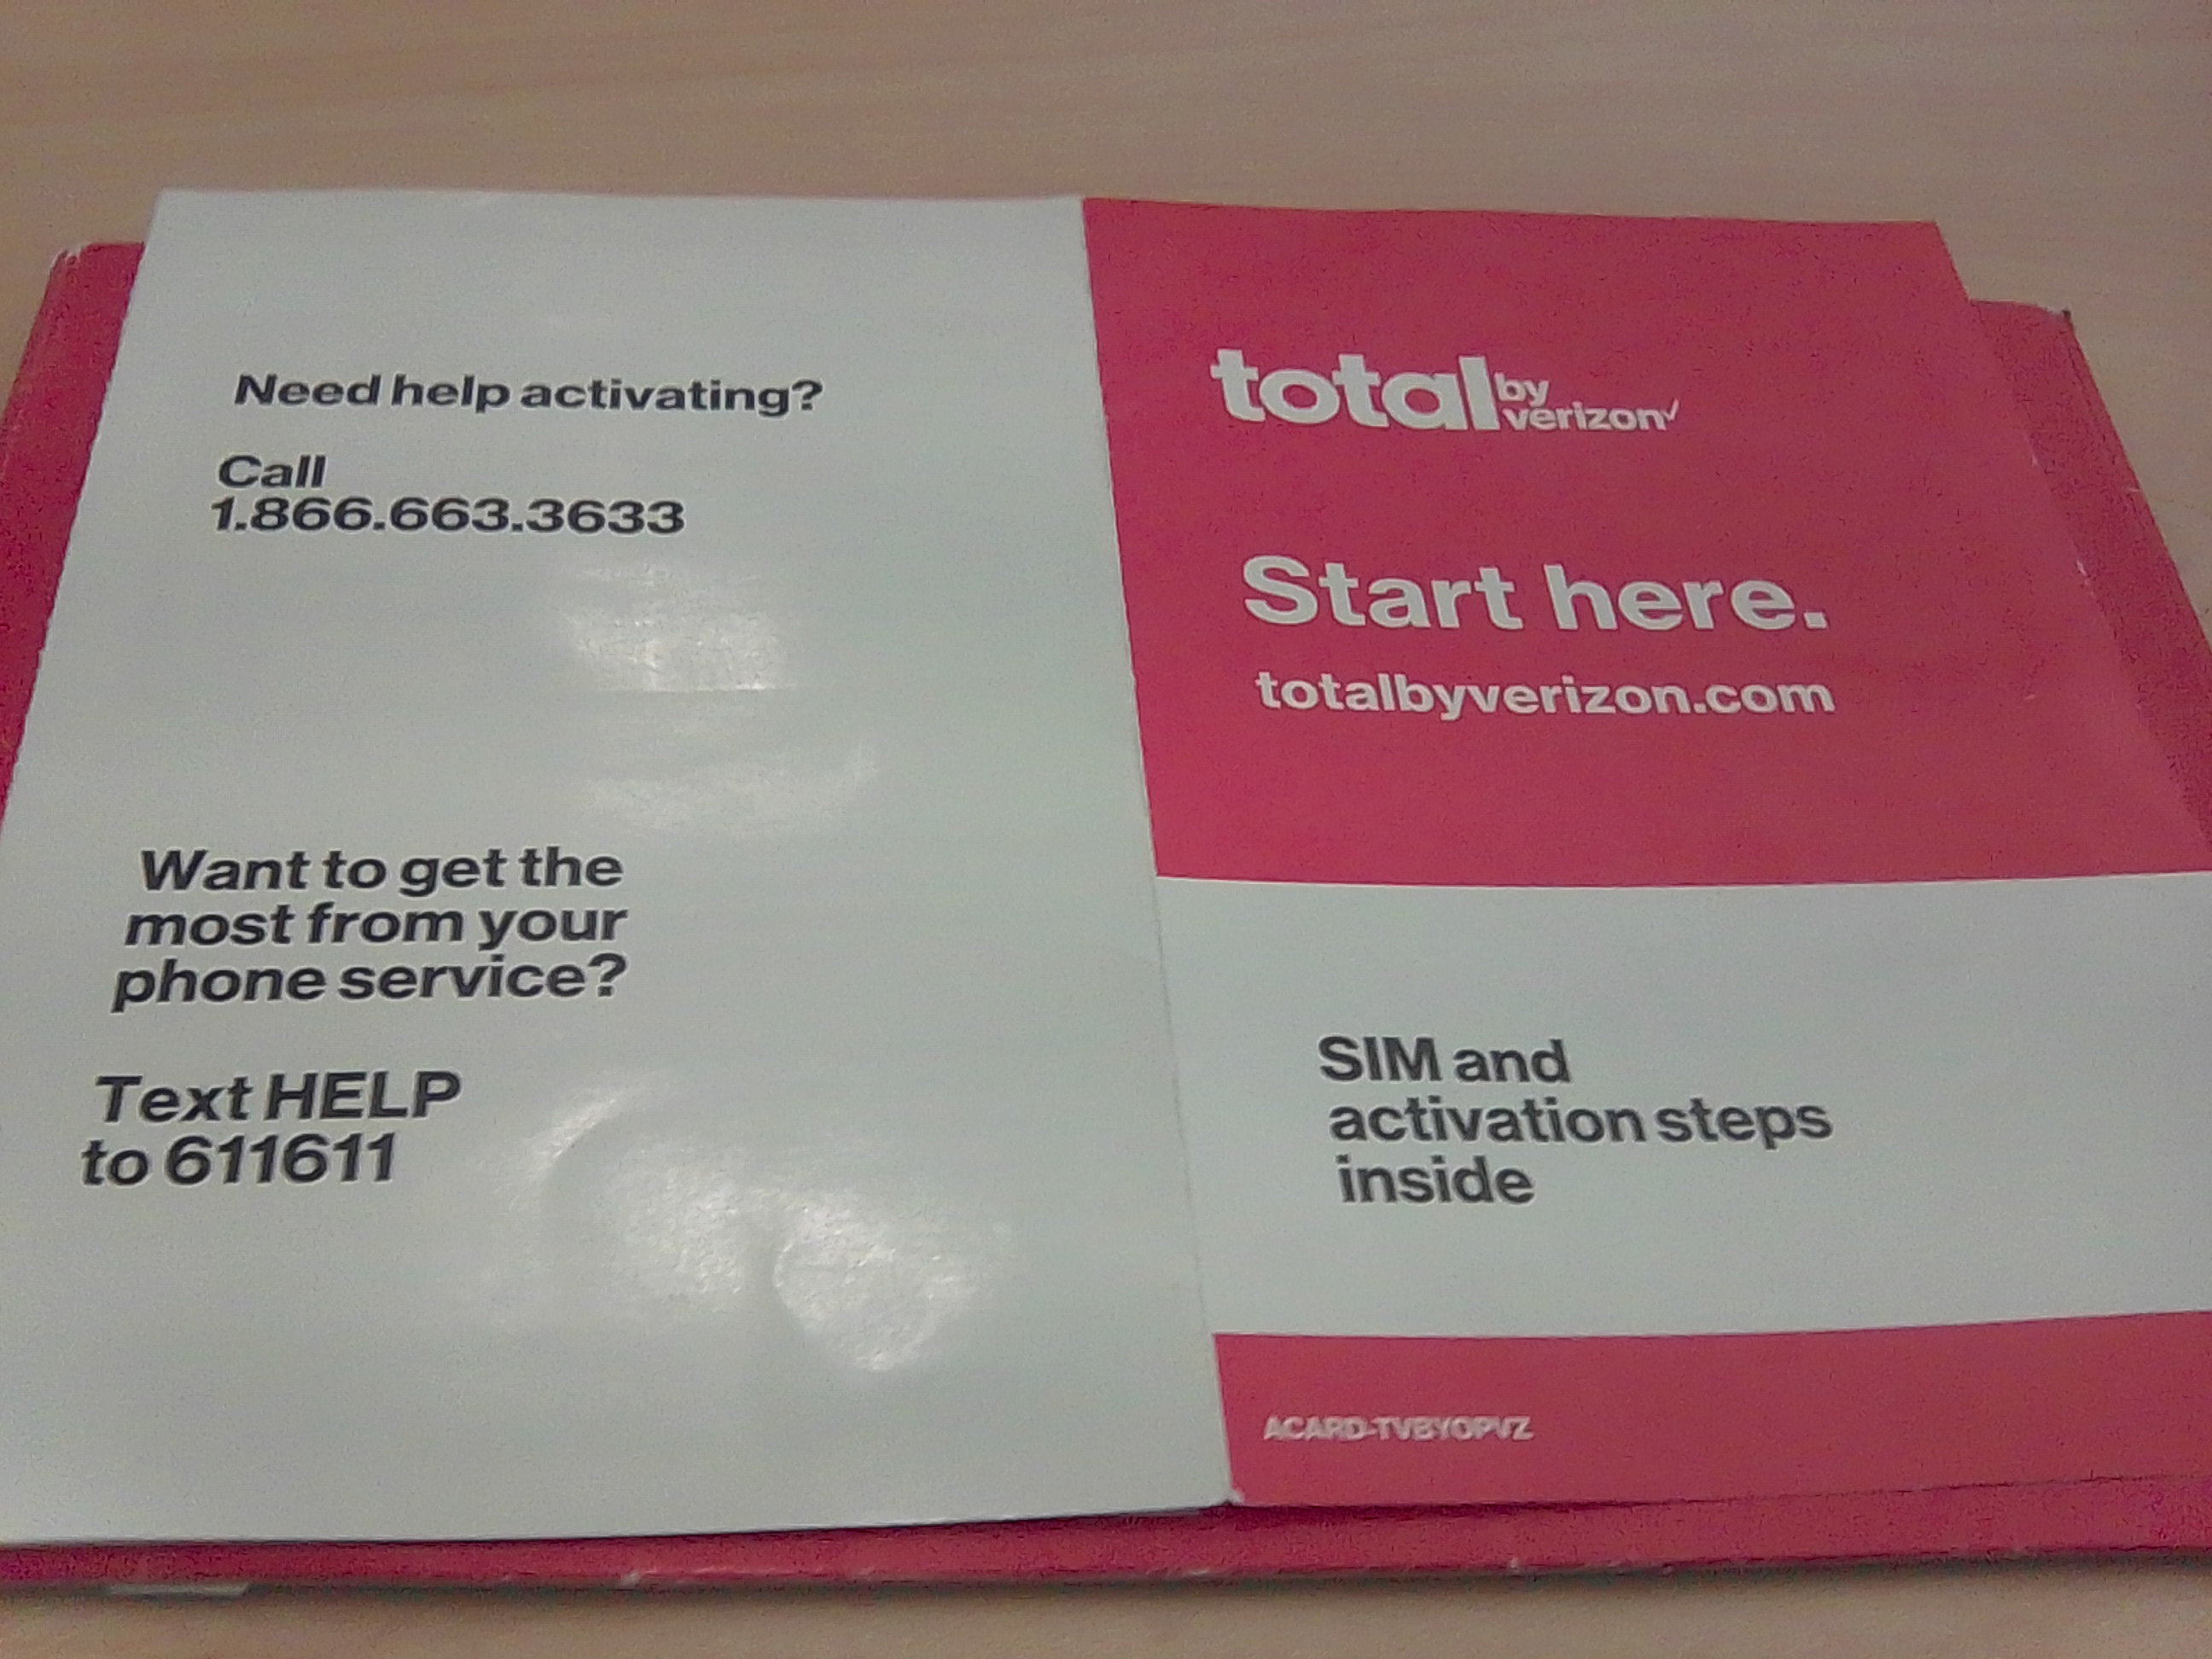 Need help activating?
Call
1.866.663.3633
Want to get the
most from your
phone service?
Text HELP
to 611611
total by
verizon
Start here.
totalbyverizon.com
SIM and
activation steps
inside
ACARD-TVBYOPVZ